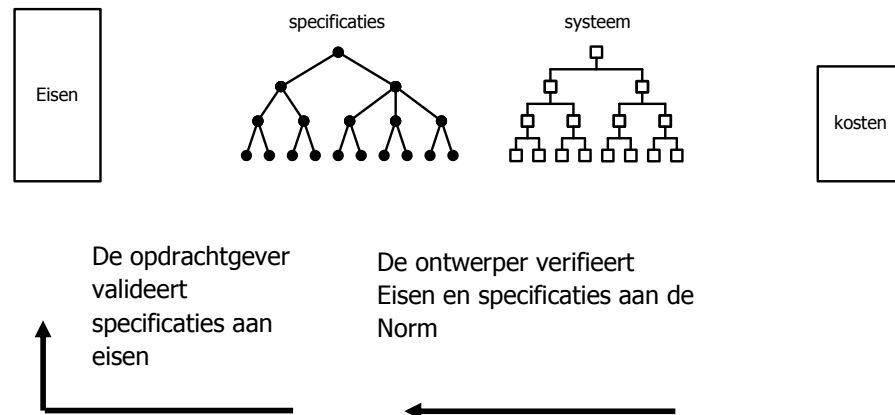 specificaties
systeem
Eisen
kosten
De opdrachtgever
valideert
specificaties aan
eisen
De ontwerper verifieert
Eisen en specificaties aan de
Norm